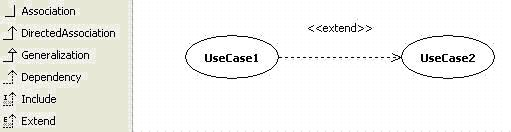 Association
DirectedAssociation
Generalization
Dependency
Include
Extend
<<extend>>
UseCase1
UseCase2